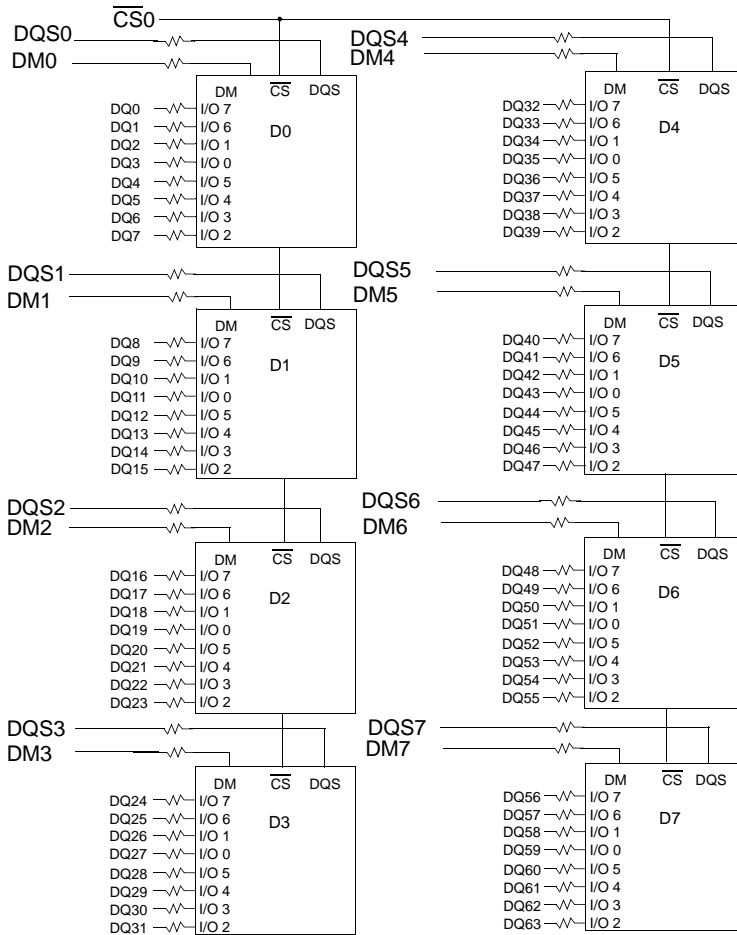 CS0
DQS0
DM0
DM CS DQS
D0
DQ0 I/O 7
DQ1 I/O 6
DQ2 I/O 1
DQ3 I/O 0
DQ4 I/O 5
DQ5 I/O 4
DQ6 I/O 3
DQ7 I/O 2
DQS1
DM1
DM CS DQS
D1
DQ8 I/O 7
DQ9 I/O 6
DQ10 I/O 1
DQ11 I/O 0
DQ12 I/O 5
DQ13 I/O 4
DQ14 I/O 3
DQ15 I/O 2
DQS2
DM2
DM CS DQS
D2
DQ16 I/O 7
DQ17 I/O 6
DQ18 I/O 1
DQ19 I/O 0
DQ20 I/O 5
DQ21 I/O 4
DQ22 I/O 3
DQ23 I/O 2
DQS3
DM3
DM CS DQS
D3
DQ24 I/O 7
DQ25 I/O 6
DQ26 I/O 1
DQ27 I/O 0
DQ28 I/O 5
DQ29 I/O 4
DQ30 I/O 3
DQ31 I/O 2
DQS4
DM4
DM CS DQS
D4
DQ32 I/O 7
DQ33 I/O 6
DQ34 I/O 1
DQ35 I/O 0
DQ36 I/O 5
DQ37 I/O 4
DQ38 I/O 3
DQ39 I/O 2
DQS5
DM5
DM CS DQS
D5
DQ40 I/O 7
DQ41 I/O 6
DQ42 I/O 1
DQ43 I/O 0
DQ44 I/O 5
DQ45 I/O 4
DQ46 I/O 3
DQ47 I/O 2
DQS6
DM6
DM CS DQS
D6
DQ48 I/O 7
DQ49 I/O 6
DQ50 I/O 1
DQ51 I/O 0
DQ52 I/O 5
DQ53 I/O 4
DQ54 I/O 3
DQ55 I/O 2
DQS7
DM7
DM CS DQS
D7
DQ56 I/O 7
DQ57 I/O 6
DQ58 I/O 1
DQ59 I/O 0
DQ60 I/O 5
DQ61 I/O 4
DQ62 I/O 3
DQ63 I/O 2